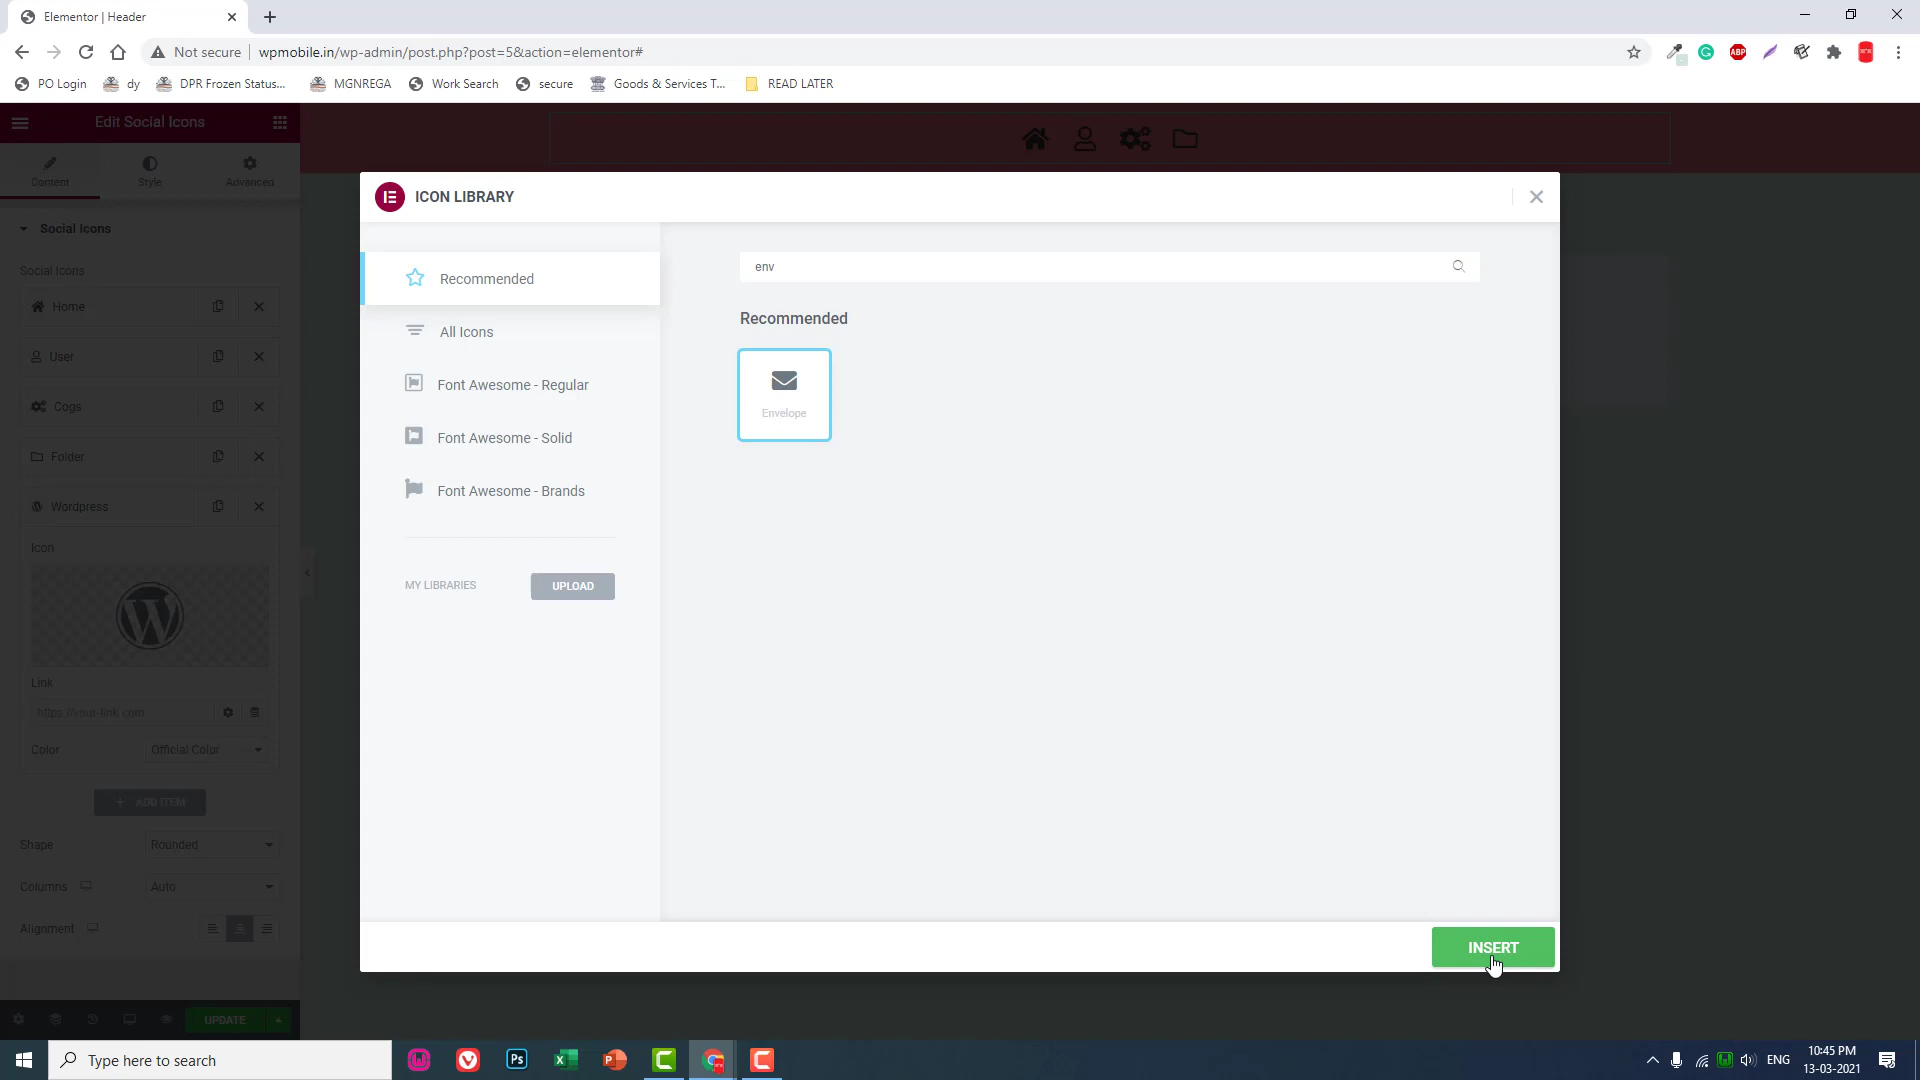 Elementor | Header
Not secure
wpmobile.in/wp-admin/post.php?post=5&action=elementor#
ABP
PO Login
dy
DPR Frozen Status...
MGNREGA
Work Search
secure
Goods & Services T...
READ LATER
Edit Social Icons
Content
Style
Advanced
Social Icons
Social Icons
Home
User
Cogs
Folder
Wordpress
Icon
Link
https://your-link.com
Color
Official Color
ADD ITEM
Shape
Rounded
Columns
Auto
Alignment
UPDATE
ICON LIBRARY
Recommended
All Icons
Font Awesome - Regular
Font Awesome - Solid
Font Awesome - Brands
MY LIBRARIES
UPLOAD
env
Recommended
Envelope
INSERT
Type here to search
Ps
ENG
10:45 PM
13-03-2021